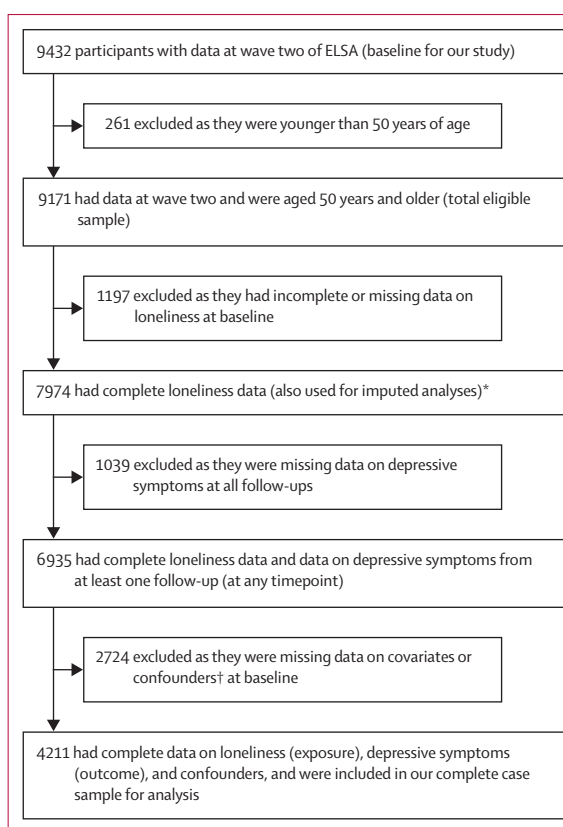 9432 participants with data at wave two of ELSA (baseline for our study)
261 excluded as they were younger than 50 years of age
9171 had data at wave two and were aged 50 years and older (total eligible
sample)
1197 excluded as they had incomplete or missing data on
loneliness at baseline
7974 had complete loneliness data (also used for imputed analyses)*
1039 excluded as they were missing data on depressive
symptoms at all follow-ups
6935 had complete loneliness data and data on depressive symptoms from
at least one follow-up (at any timepoint)
2724 excluded as they were missing data on covariates or
confounders† at baseline
4211 had complete data on loneliness (exposure), depressive symptoms
(outcome), and confounders, and were included in our complete case
sample for analysis